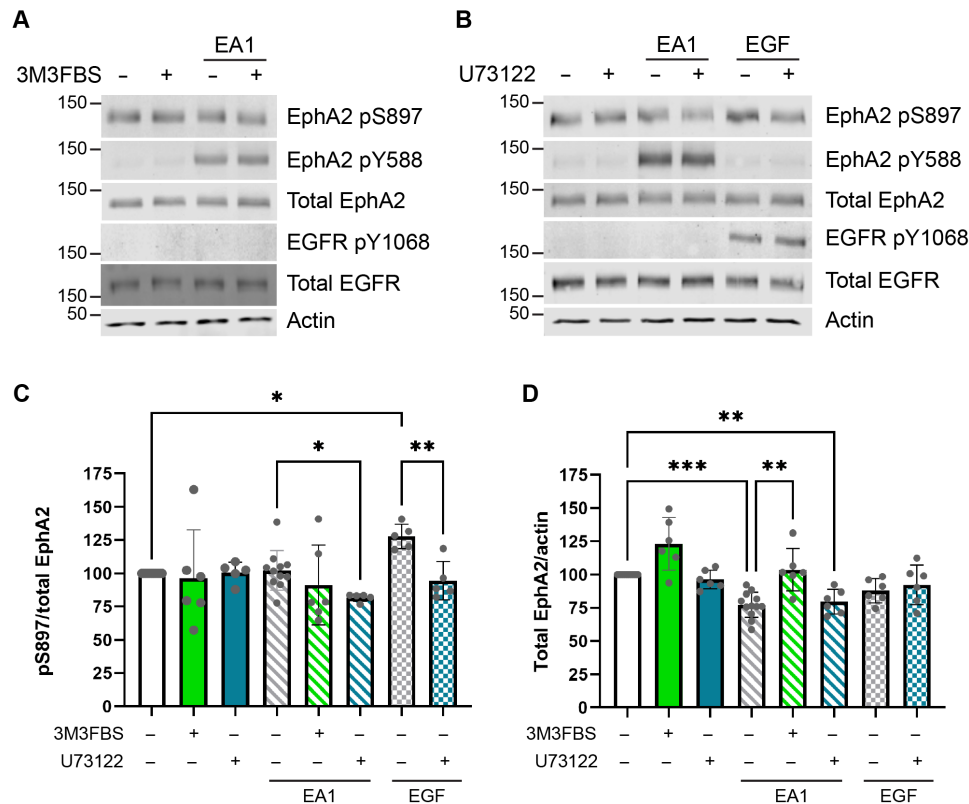 A
EA1
3M3FBS – + – +
150 EphA2 pS897
150 EphA2 pY588
150 Total EphA2
EGFR pY1068
150 Total EGFR
50 Actin
B
EA1 EGF
U73122 – + – + – +
150 EphA2 pS897
150 EphA2 pY588
150 Total EphA2
EGFR pY1068
150 Total EGFR
50 Actin
C
*
* **
pS897/total EphA2
175
150
125
100
75
50
25
0
3M3FBS – + – – + – – –
U73122 – – + – – + – +
EA1 EGF
D
**
*** **
Total EphA2/actin
175
150
125
100
75
50
25
0
3M3FBS – + – – + – – –
U73122 – – + – – + – +
EA1 EGF